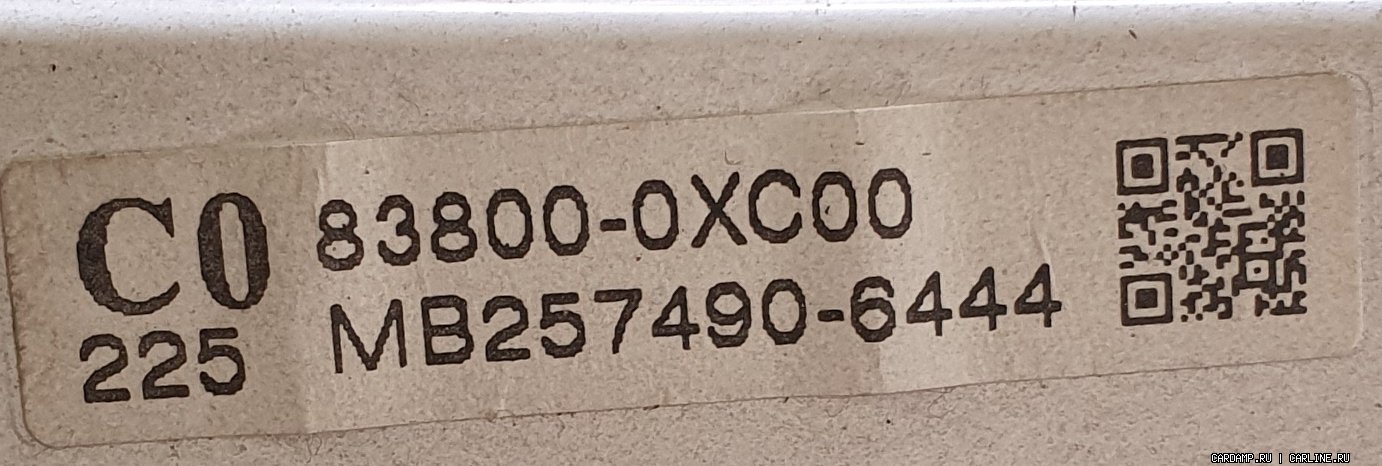 C0 83800-0XC00
225 MB257490-6444
CARDAMP.RU | CARLINE.RU